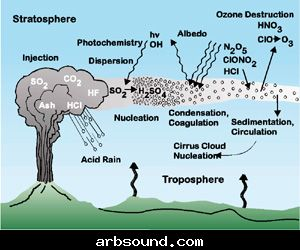 Stratosphere
Ozone Destruction
HNO3
ClO→O3
hν
OH
Albedo
Photochemistry
N2O5
ClONO2
HCl
Injection
Dispersion
SO2
CO2
HF
Ash
HCl
SO2→H2SO4
Nucleation
Condensation,
Coagulation
Sedimentation,
Circulation
Acid Rain
Cirrus Cloud
Nucleation
Troposphere
arbsound.com